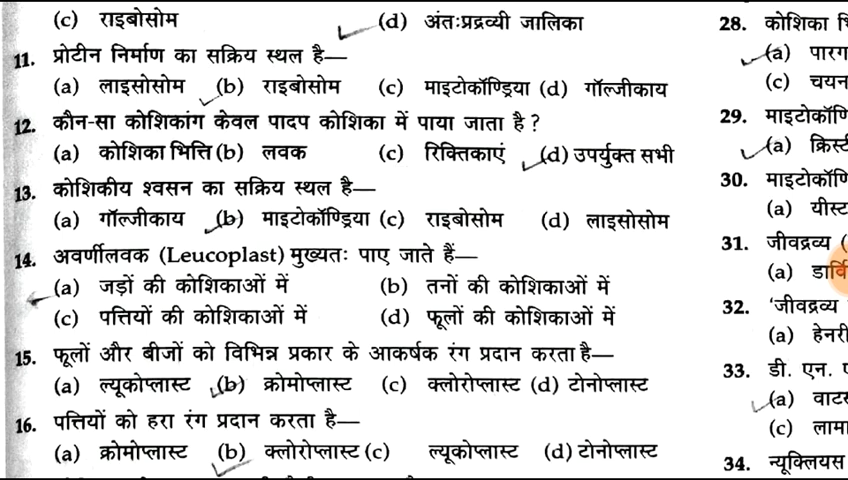 (c) राइबोसोम (d) अंतःप्रद्रव्यी जालिका
11. प्रोटीन निर्माण का सक्रिय स्थल है—
(a) लाइसोसोम (b) राइबोसोम (c) माइटोकॉण्ड्रिया (d) गॉल्जीकाय
12. कौन-सा कोशिकांग केवल पादप कोशिका में पाया जाता है ?
(a) कोशिका भित्ति (b) लवक (c) रिक्तिकाएं (d) उपर्युक्त सभी
13. कोशिकीय श्वसन का सक्रिय स्थल है—
(a) गॉल्जीकाय (b) माइटोकॉण्ड्रिया (c) राइबोसोम (d) लाइसोसोम
14. अवर्णीलवक (Leucoplast) मुख्यतः पाए जाते हैं—
(a) जड़ों की कोशिकाओं में (b) तनों की कोशिकाओं में
(c) पत्तियों की कोशिकाओं में (d) फूलों की कोशिकाओं में
15. फूलों और बीजों को विभिन्न प्रकार के आकर्षक रंग प्रदान करता है—
(a) ल्यूकोप्लास्ट (b) क्रोमोप्लास्ट (c) क्लोरोप्लास्ट (d) टोनोप्लास्ट
16. पत्तियों को हरा रंग प्रदान करता है—
(a) क्रोमोप्लास्ट (b) क्लोरोप्लास्ट (c) ल्यूकोप्लास्ट (d) टोनोप्लास्ट
28. कोशिका
(a) पारग
(c) चयन
29. माइटोकॉ
(a) क्रिस्ट
30. माइटोकॉ
(a) यीस्ट
31. जीवद्रव्य (
(a) डार्वि
32. 'जीवद्रव्य
(a) हेनरी
33. डी. एन.
(a) वाट
(c) लामा
34. न्यूक्लियस